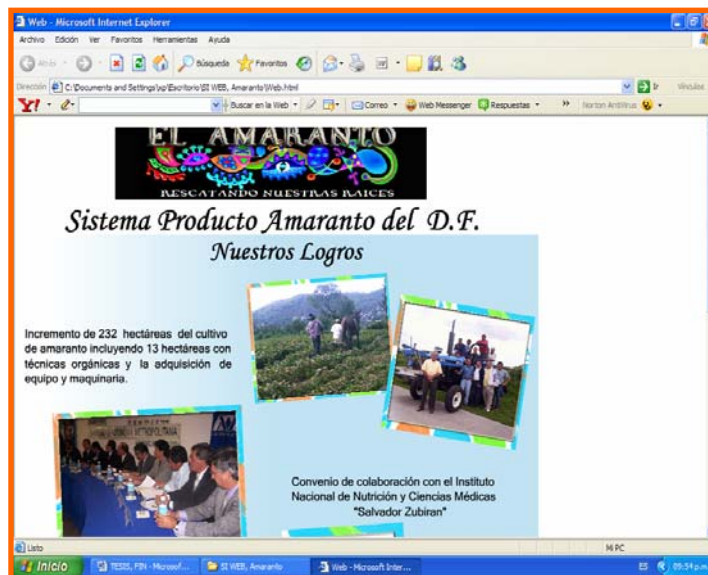 Web - Microsoft Internet Explorer
Archivo Edición Ver Favoritos Herramientas Ayuda
Atrás Búsqueda Favoritos
Dirección C:\Documents and Settings\xp\Escritorio\SI WEB, Amaranto\Web.html Ir Vínculos
Y! Buscar en la Web Correo Web Messenger Respuestas » Norton AntiVirus
EL AMARANTO
RESCATANDO NUESTRAS RAICES
Sistema Producto Amaranto del D.F.
Nuestros Logros
Incremento de 232 hectáreas del cultivo
de amaranto incluyendo 13 hectáreas con
técnicas orgánicas y la adquisición de
equipo y maquinaria.
METROPOLITANA
Convenio de colaboración con el Instituto
Nacional de Nutrición y Ciencias Médicas
"Salvador Zubiran"
Listo Mi PC
Inicio TESIS, FIN - Microsof... SI WEB, Amaranto Web - Microsoft Inter... ES 09:54 p.m.